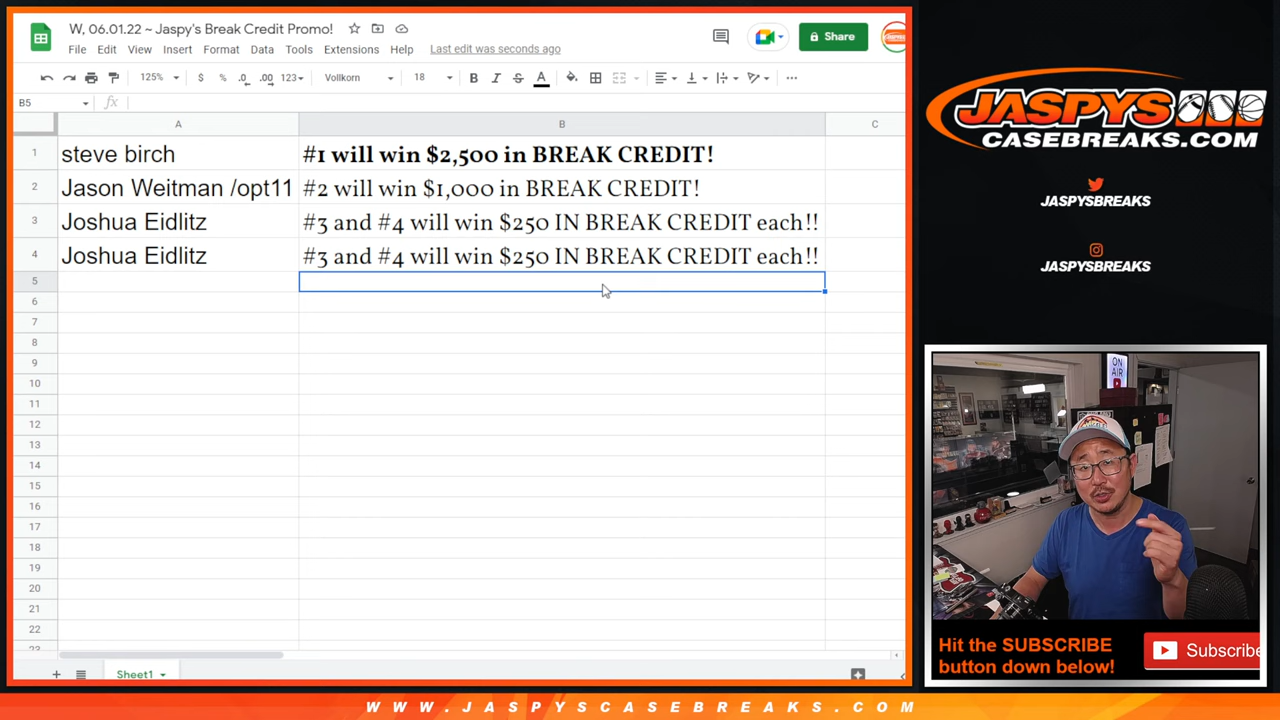 W, 06.01.22 ~ Jaspy's Break Credit Promo!
File Edit View Insert Format Data Tools Extensions Help Last edit was seconds ago
Share
125% $ % .0 .00 123 Vollkorn 18 B I S A
B5 fx
A B C
1 steve birch #1 will win $2,500 in BREAK CREDIT!
2 Jason Weitman /opt11 #2 will win $1,000 in BREAK CREDIT!
3 Joshua Eidlitz #3 and #4 will win $250 IN BREAK CREDIT each!!
4 Joshua Eidlitz #3 and #4 will win $250 IN BREAK CREDIT each!!
5
6
7
8
9
10
11
12
13
14
15
16
17
18
19
20
21
22
23
Sheet1
JASPYS
CASEBREAKS.COM
JASPYSBREAKS
JASPYSBREAKS
ON
AIR
Hit the SUBSCRIBE
button down below!
Subscribe
WWW.JASPYSCASEBREAKS.COM